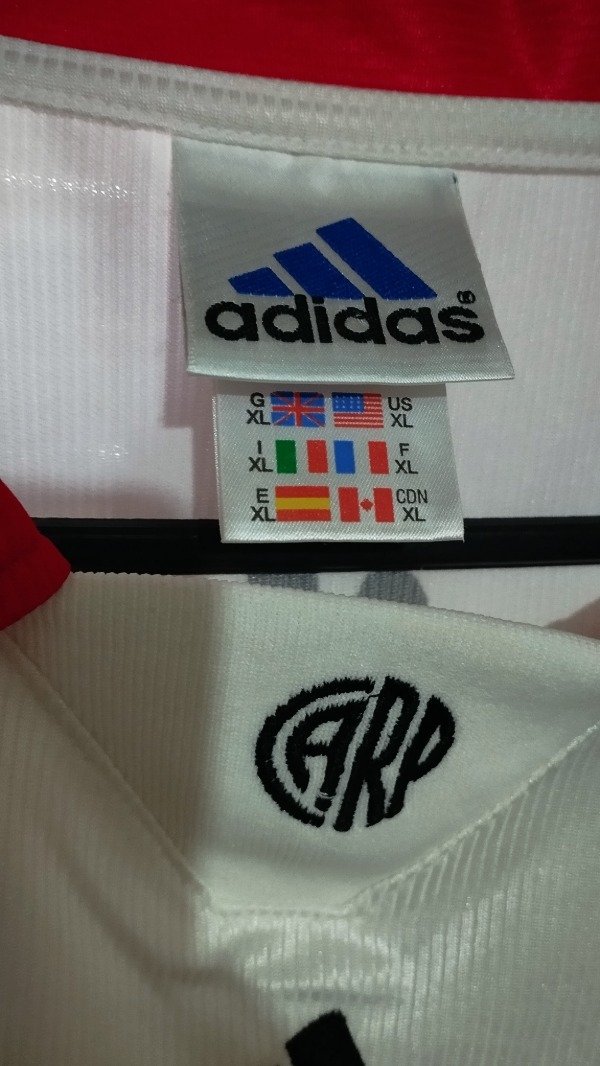 adidas®
G XL US XL
I XL F XL
E XL CDN XL
CARP